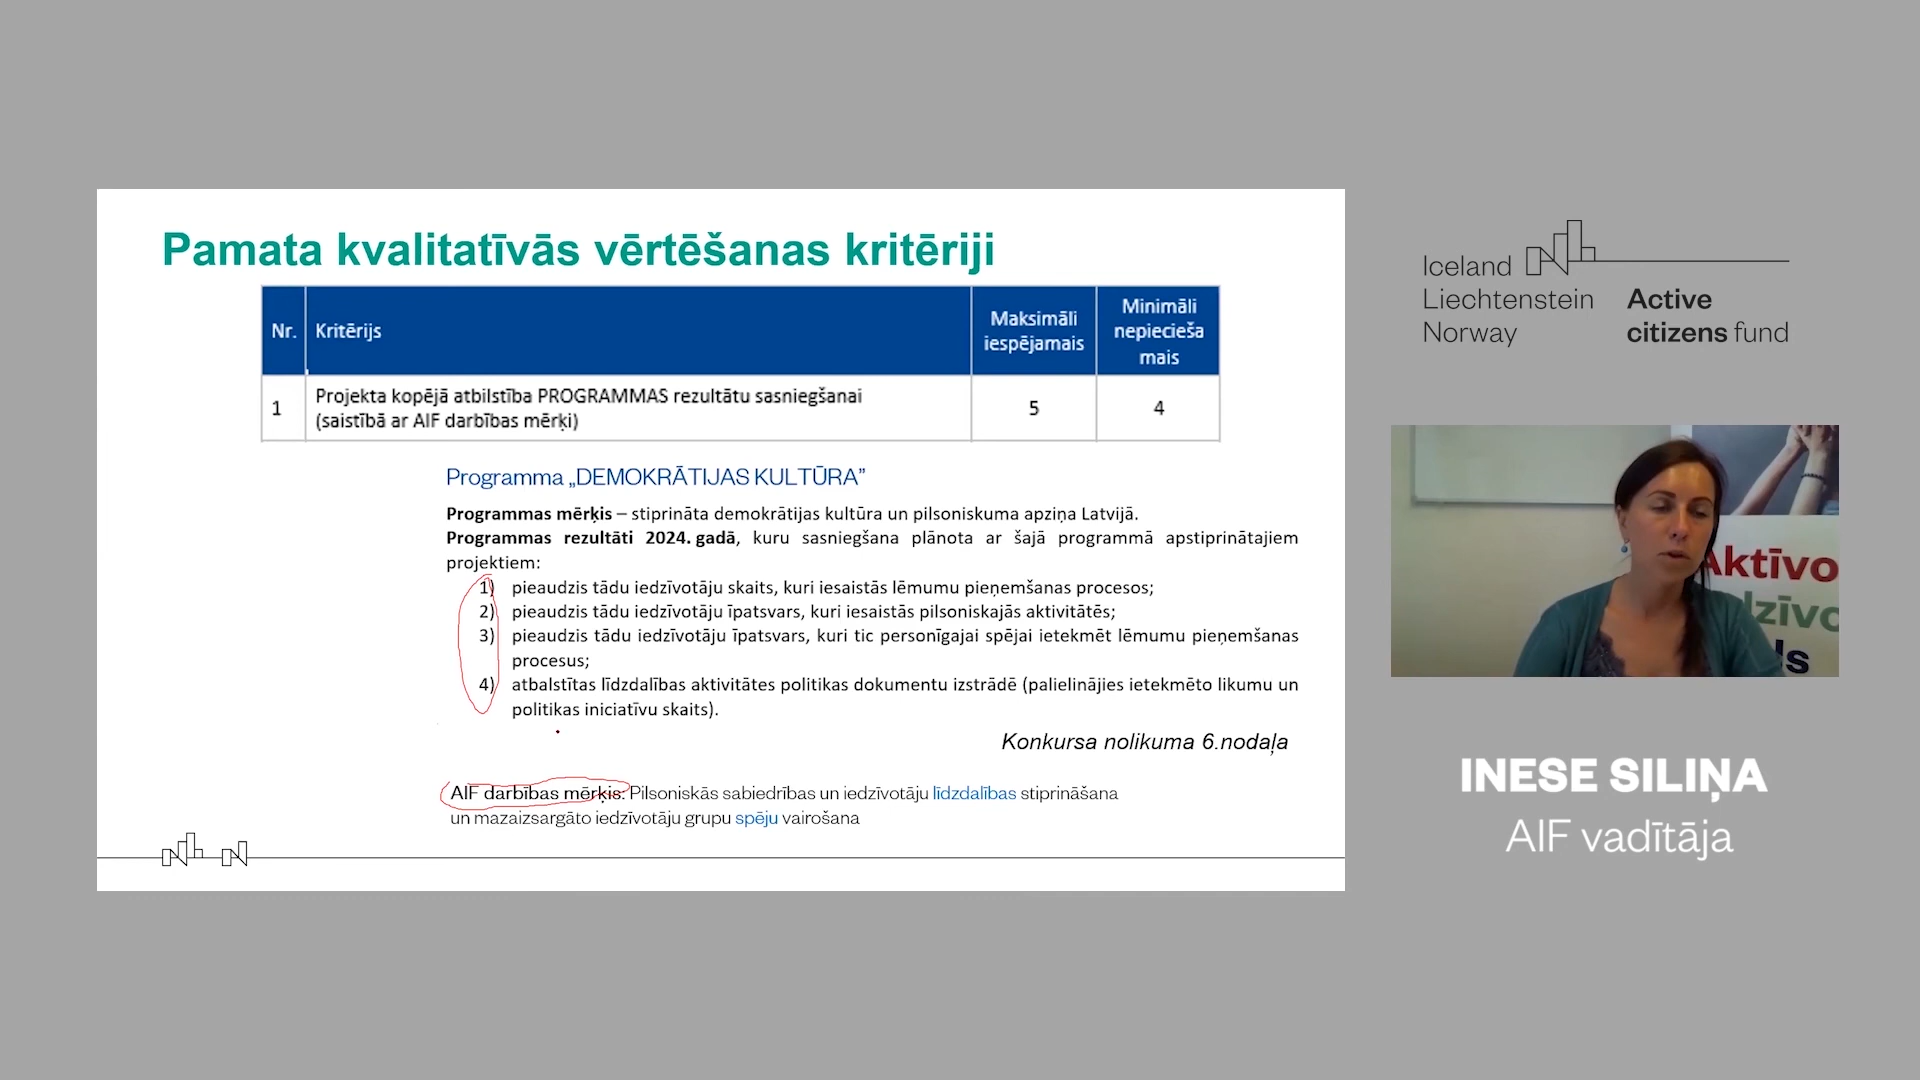 Pamata kvalitatīvās vērtēšanas kritēriji
Nr.
Kritērijs
Maksimāli
iespējamais
Minimāli
nepiecieša
mais
1
Projekta kopējā atbilstība PROGRAMMAS rezultātu sasniegšanai
(saistībā ar AIF darbības mērķi)
5
4
Programma „DEMOKRĀTIJAS KULTŪRA”
Programmas mērķis – stiprināta demokrātijas kultūra un pilsoniskuma apziņa Latvijā.
Programmas rezultāti 2024. gadā, kuru sasniegšana plānota ar šajā programmā apstiprinātajiem
projektiem:
1) pieaudzis tādu iedzīvotāju skaits, kuri iesaistās lēmumu pieņemšanas procesos;
2) pieaudzis tādu iedzīvotāju īpatsvars, kuri iesaistās pilsoniskajās aktivitātēs;
3) pieaudzis tādu iedzīvotāju īpatsvars, kuri tic personīgajai spējai ietekmēt lēmumu pieņemšanas
procesus;
4) atbalstītas līdzdalības aktivitātes politikas dokumentu izstrādē (palielinājies ietekmēto likumu un
politikas iniciatīvu skaits).
Konkursa nolikuma 6.nodaļa
AIF darbības mērķis: Pilsoniskās sabiedrības un iedzīvotāju līdzdalības stiprināšana
un mazaizsargāto iedzīvotāju grupu spēju vairošana
Iceland
Liechtenstein
Norway
Active
citizens fund
Aktīvo
dzīvo
ds
INESE SILIŅA
AIF vadītāja